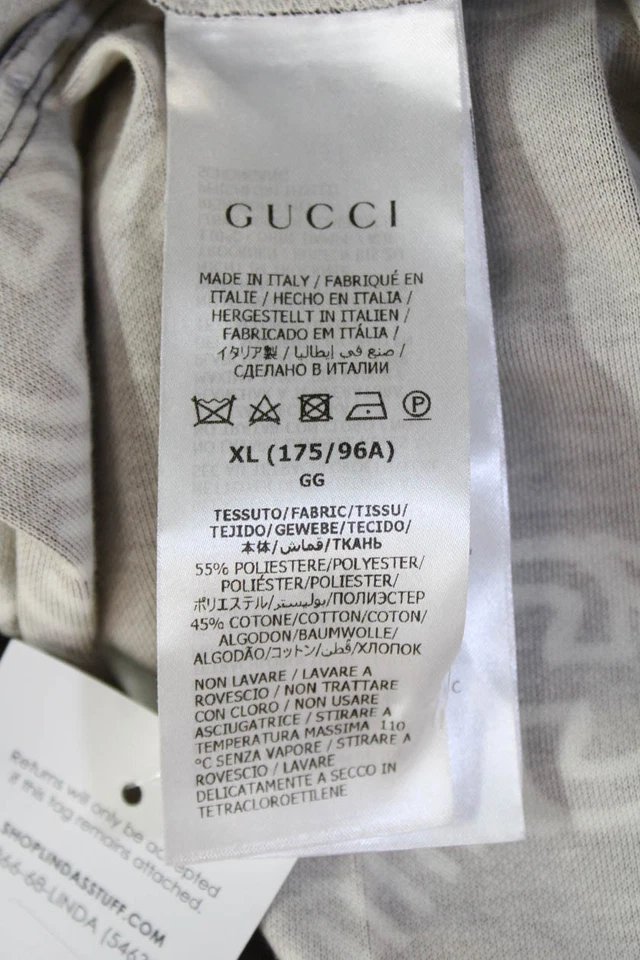 GUCCI
MADE IN ITALY / FABRIQUÉ EN
ITALIE / HECHO EN ITALIA /
HERGESTELLT IN ITALIEN /
FABRICADO EM ITÁLIA /
イタリア製 / صنع في إيطاليا /
СДЕЛАНО В ИТАЛИИ
P
XL (175/96A)
GG
TESSUTO/FABRIC/TISSU/
TEJIDO/GEWEBE/TECIDO/
本体/قماش/ТКАНЬ
55% POLIESTERE/POLYESTER/
POLIÉSTER/POLIESTER/
ポリエステル/بوليستر/ПОЛИЭСТЕР
45% COTONE/COTTON/COTON/
ALGODON/BAUMWOLLE/
ALGODÃO/コットン/قطن/ХЛОПОК
NON LAVARE / LAVARE A
ROVESCIO / NON TRATTARE
CON CLORO / NON USARE
ASCIUGATRICE / STIRARE A
TEMPERATURA MASSIMA 110
°C SENZA VAPORE / STIRARE A
ROVESCIO / LAVARE
DELICATAMENTE A SECCO IN
TETRACLOROETILENE
Returns will only be accepted
if this tag remains attached.
SHOPLINDASSTUFF.COM
66-68-LINDA (5463